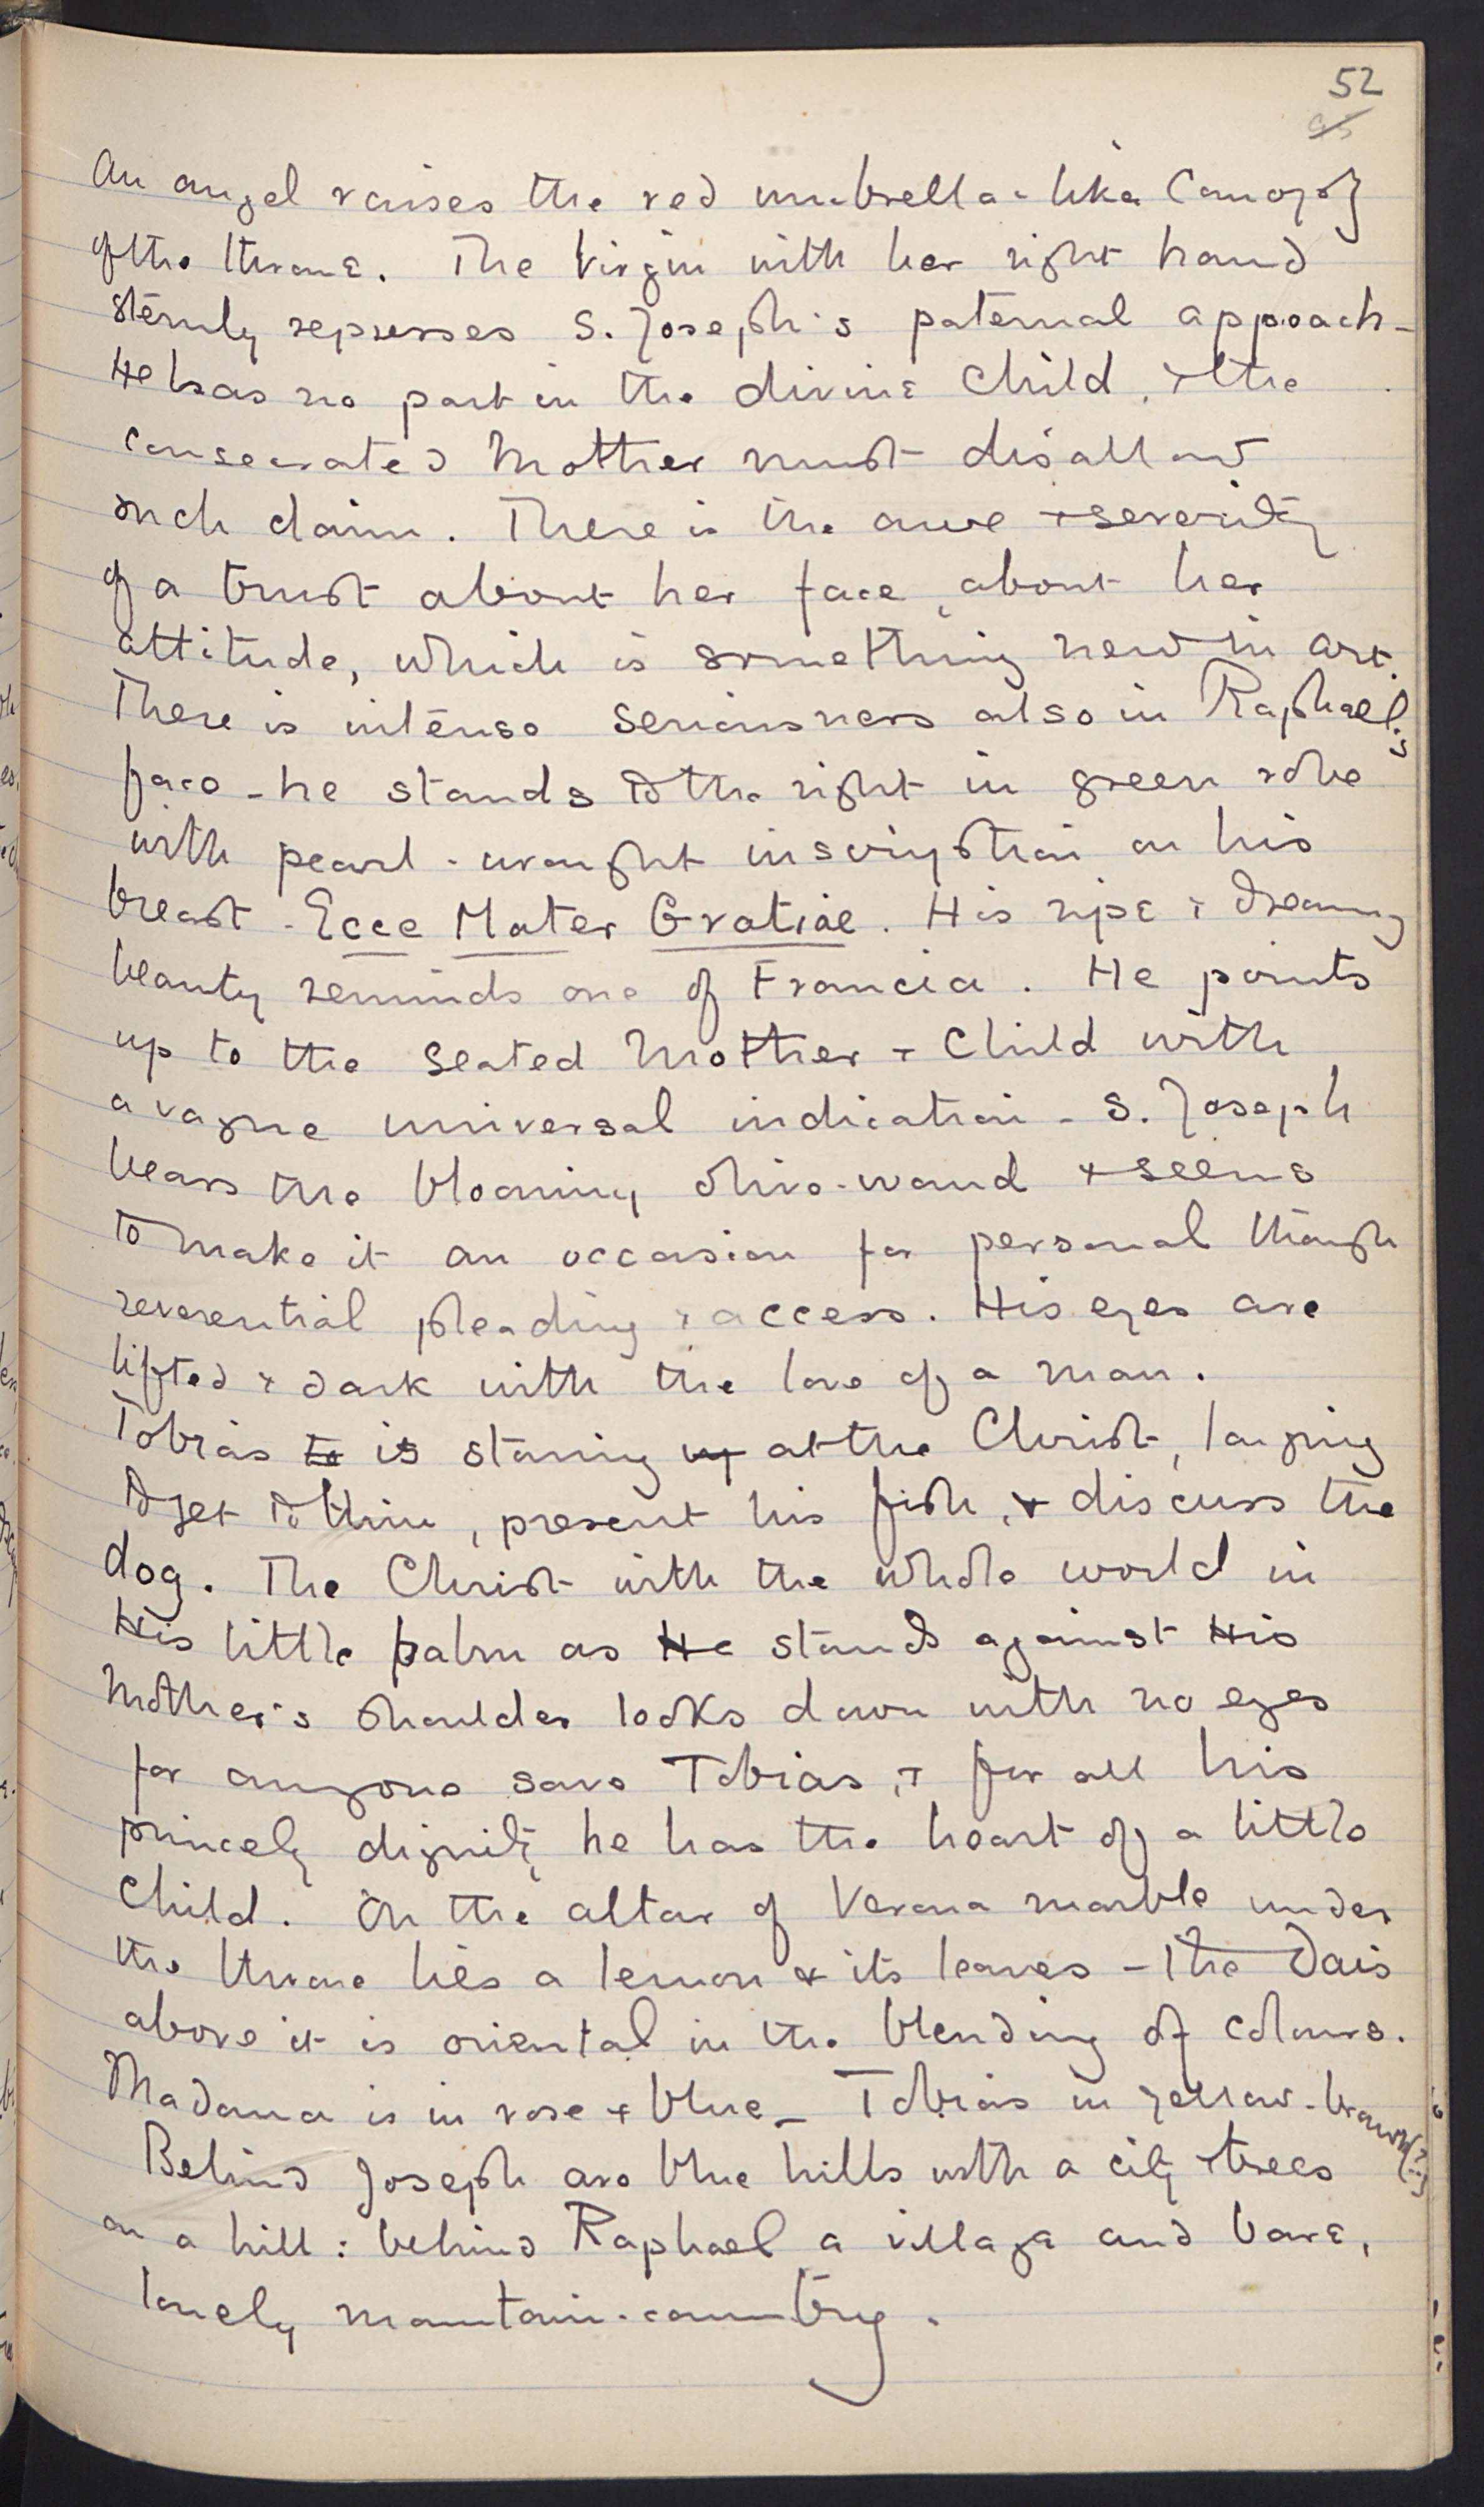 52
95
An angel raises the red umbrella-like Canopy
of the throne. The Virgin with her right hand
sternly represses S. Joseph's paternal approach -
He has no part in the divine Child, & the
consecrated Mother must disallow
such claim. There is the awe & severity
of a trust about her face, about her
attitude, which is something new in art.
There is intense seriousness also in Raphael's
face - he stands to the right in green robe
with pearl-wrought inscription on his
breast - Ecce Mater Gratiae. His ripe & dreamy
beauty reminds one of Francia. He points
up to the seated Mother & Child with
a vague universal indication - S. Joseph
bears the blooming olive-wand & seems
to make it an occasion for personal though
reverential pleading & access. His eyes are
lifted & dark with the love of a man.
Tobias to is staring up at the Christ, longing
to get to him, present his fish, & discuss the
dog. The Christ with the whole world in
His little palm as He stands against His
Mother's shoulder looks down with no eyes
for anyone save Tobias, & for all his
princely dignity he has the heart of a little
Child. On the altar of Verona marble under
the throne lies a lemon & its leaves - the Dais
above it is oriental in the blending of colours.
Madonna is in rose & blue - Tobias in yellow-brown (?)
Behind Joseph are blue hills with a city & trees
on a hill: behind Raphael a village and bare,
lonely mountain-country.